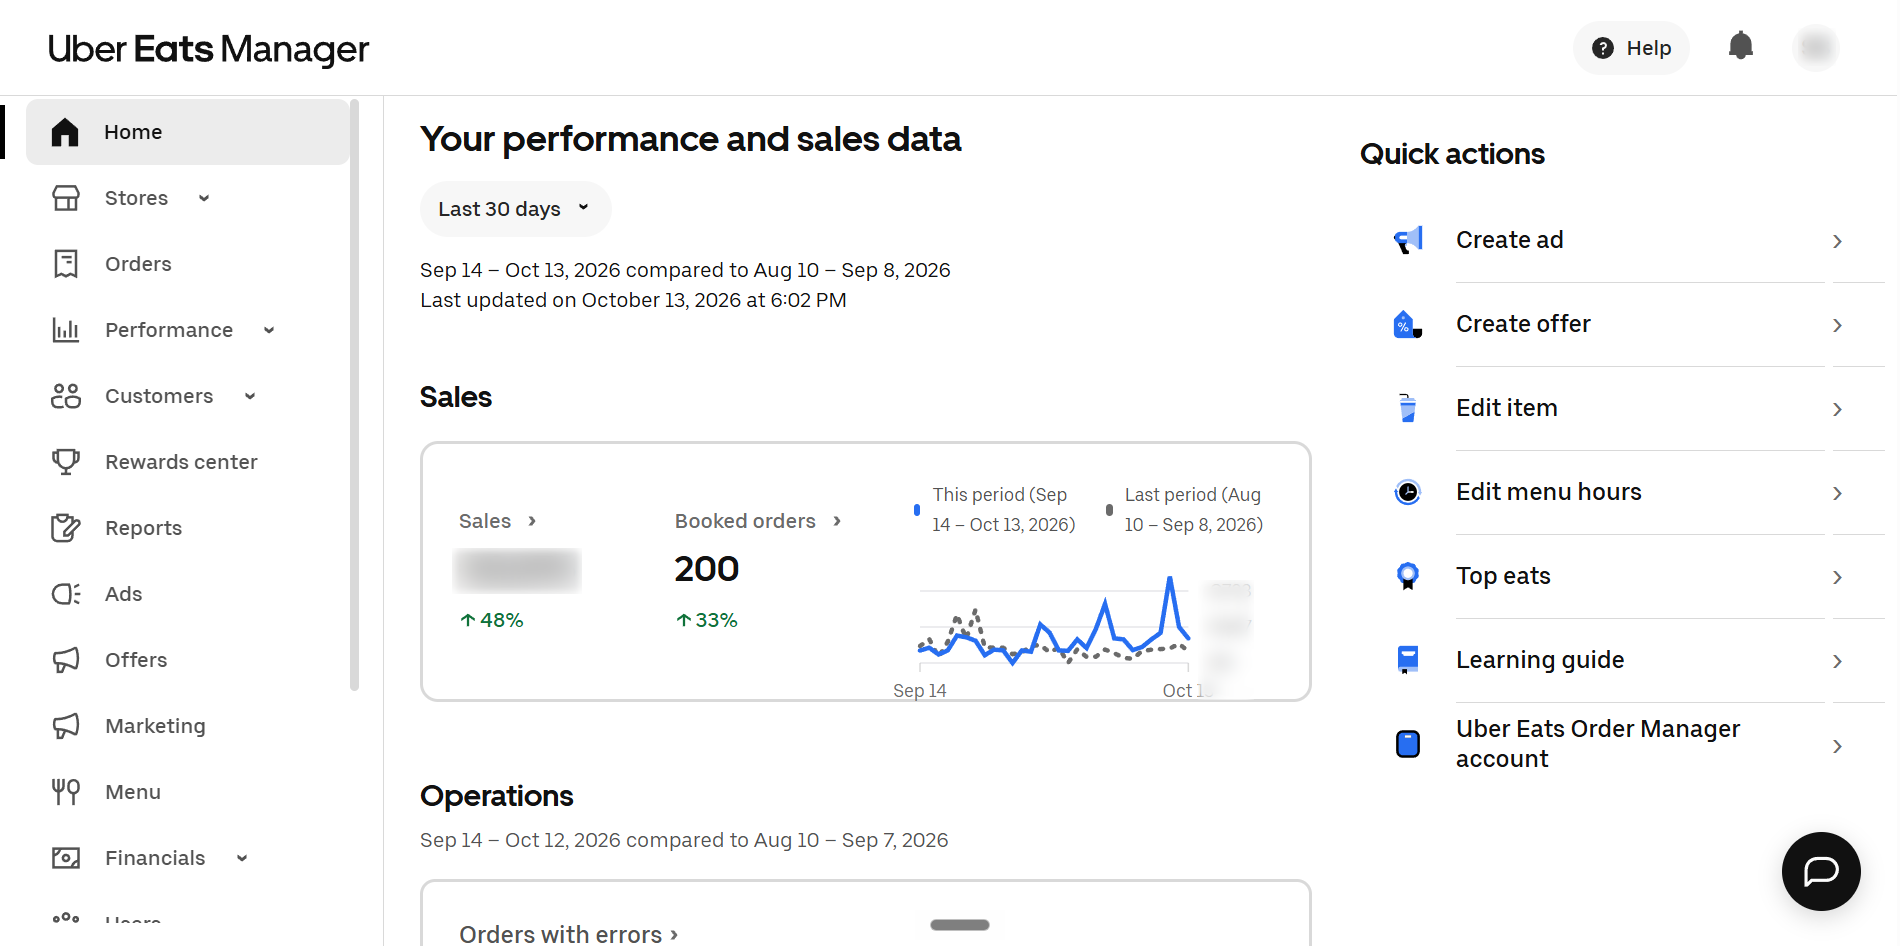 Uber Eats Manager
Help
Home
Stores
Orders
Performance
Customers
Rewards center
Reports
Ads
Offers
Marketing
Menu
Financials
Your performance and sales data
Last 30 days
Sep 14 – Oct 13, 2026 compared to Aug 10 – Sep 8, 2026
Last updated on October 13, 2026 at 6:02 PM
Sales
Sales
48%
Booked orders
200
33%
This period (Sep
14 – Oct 13, 2026)
Last period (Aug
10 – Sep 8, 2026)
Sep 14
Oct
Operations
Sep 14 – Oct 12, 2026 compared to Aug 10 – Sep 7, 2026
Orders with errors
Quick actions
Create ad
%
Create offer
Edit item
Edit menu hours
Top eats
Learning guide
Uber Eats Order Manager
account